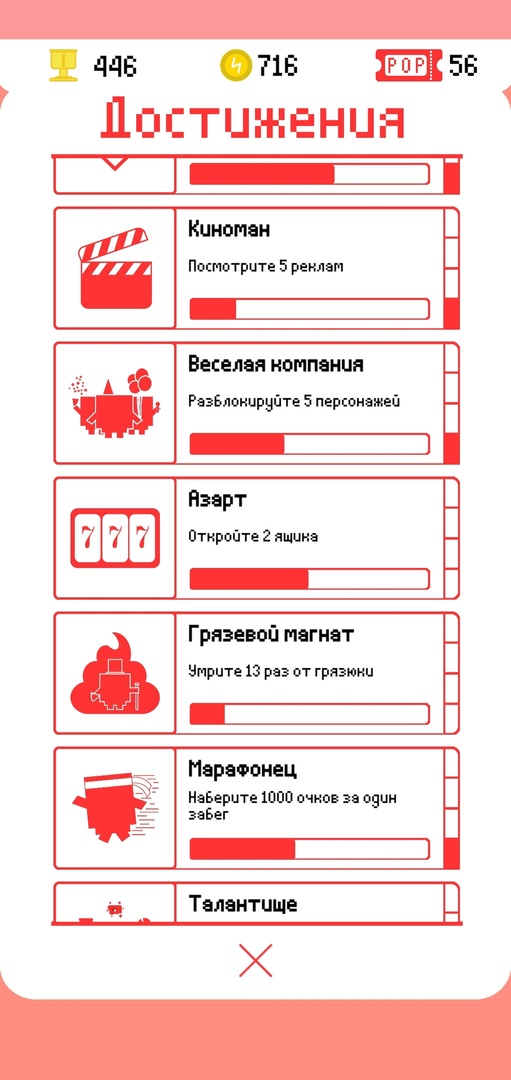 446
716
POP
56
Достижения
Киноман
Посмотрите 5 реклам
Веселая компания
Разблокируйте 5 персонажей
777
Азарт
Откройте 2 ящика
Грязевой магнат
Умрите 13 раз от грязюки
Марафонец
Наберите 1000 очков за один
забег
Талантище